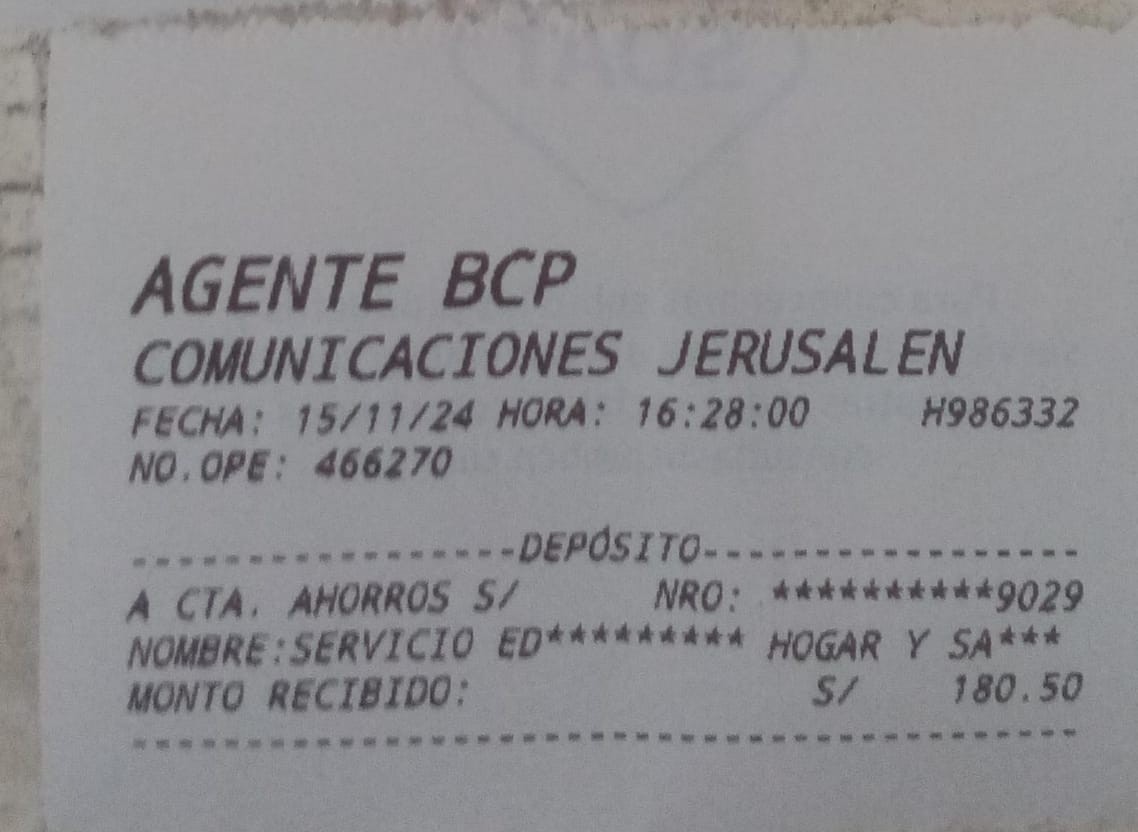 AGENTE BCP
COMUNICACIONES JERUSALEN
FECHA: 15/11/24 HORA: 16:28:00 H986332
NO.OPE: 466270
-----------------DEPÓSITO-----------------
A CTA. AHORROS S/ NRO: **********9029
NOMBRE:SERVICIO ED********* HOGAR Y SA***
MONTO RECIBIDO: S/ 180.50
------------------------------------------